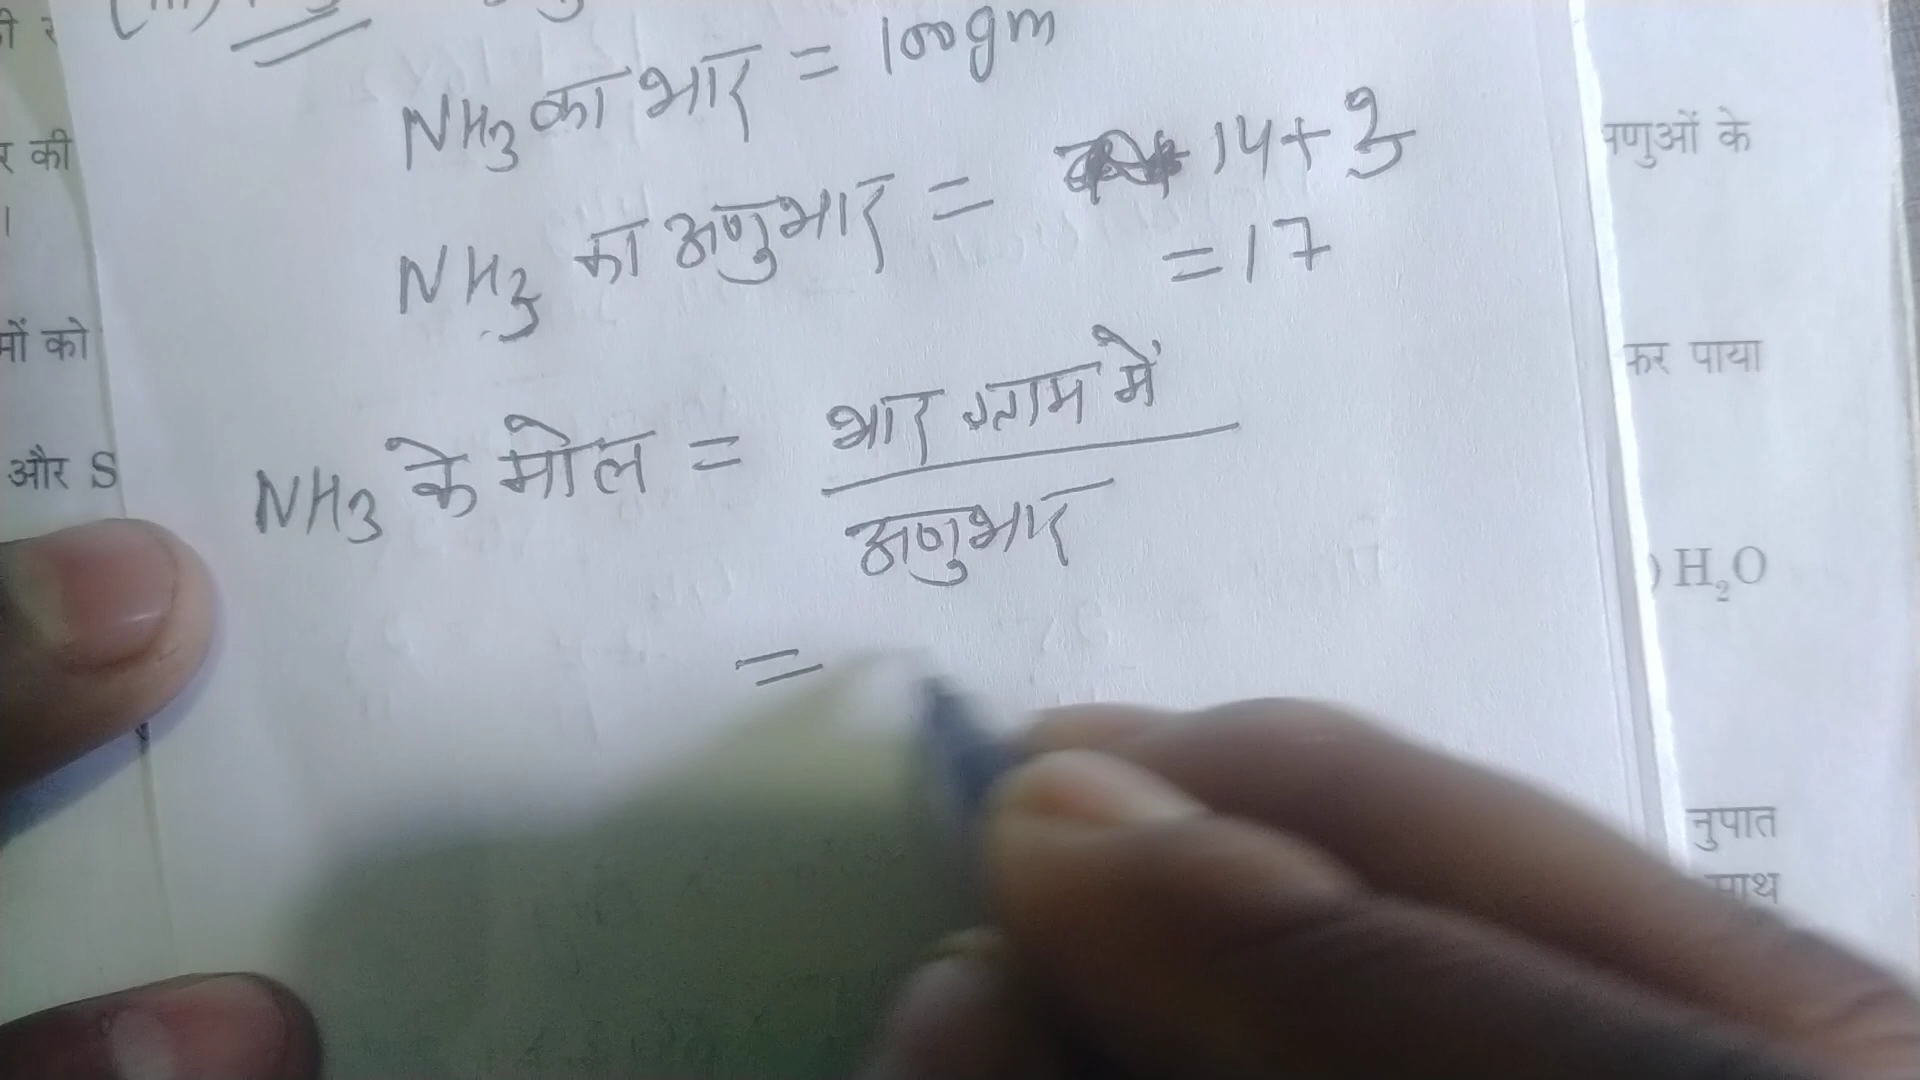 NH3 का भार = 100gm
NH3 का अणुभार = 14+3
= 17
NH3 के मोल = भार ग्राम में
अणुभार
=
र की
।
और S
कर पाया
H₂O
नुपात